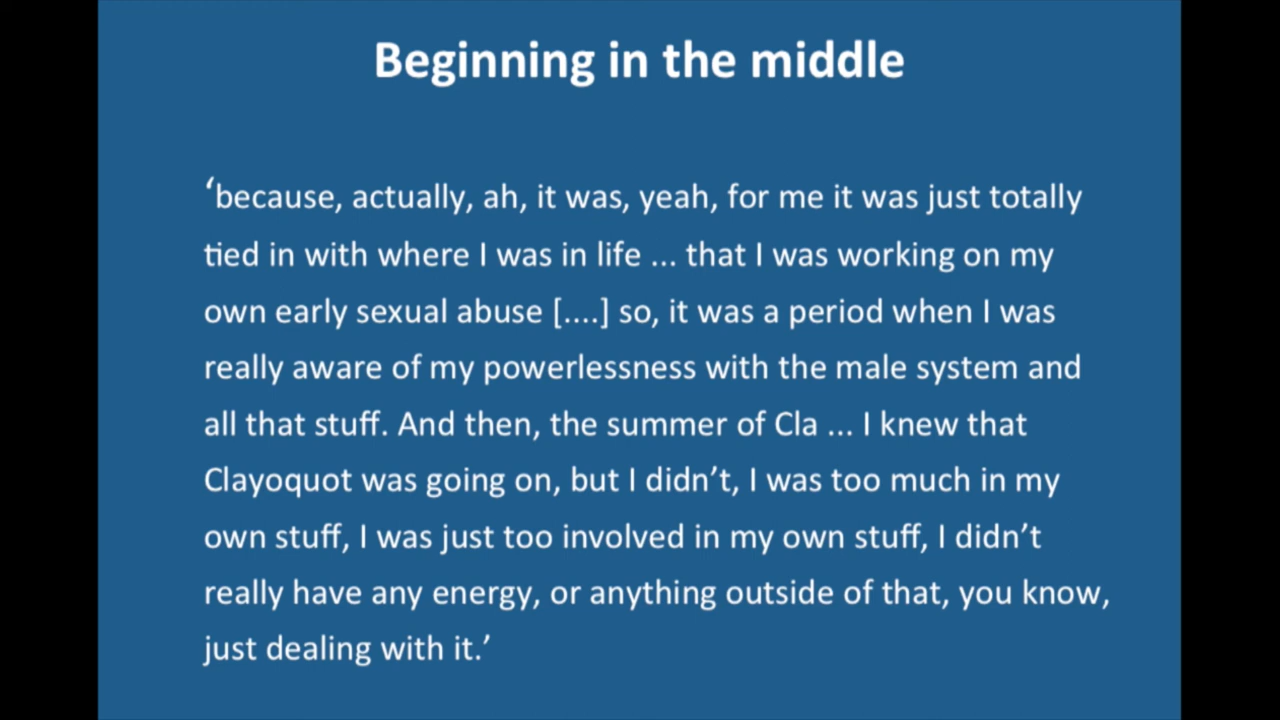 Beginning in the middle
‘because, actually, ah, it was, yeah, for me it was just totally
tied in with where I was in life ... that I was working on my
own early sexual abuse [....] so, it was a period when I was
really aware of my powerlessness with the male system and
all that stuff. And then, the summer of Cla ... I knew that
Clayoquot was going on, but I didn’t, I was too much in my
own stuff, I was just too involved in my own stuff, I didn’t
really have any energy, or anything outside of that, you know,
just dealing with it.’